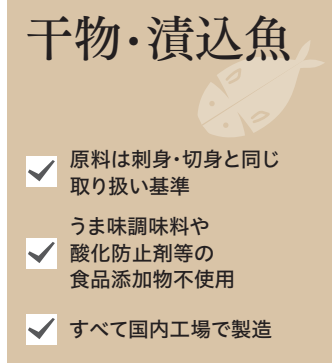 干物・漬込魚
原料は刺身・切身と同じ
取り扱い基準
うま味調味料や
酸化防止剤等の
食品添加物不使用
すべて国内工場で製造